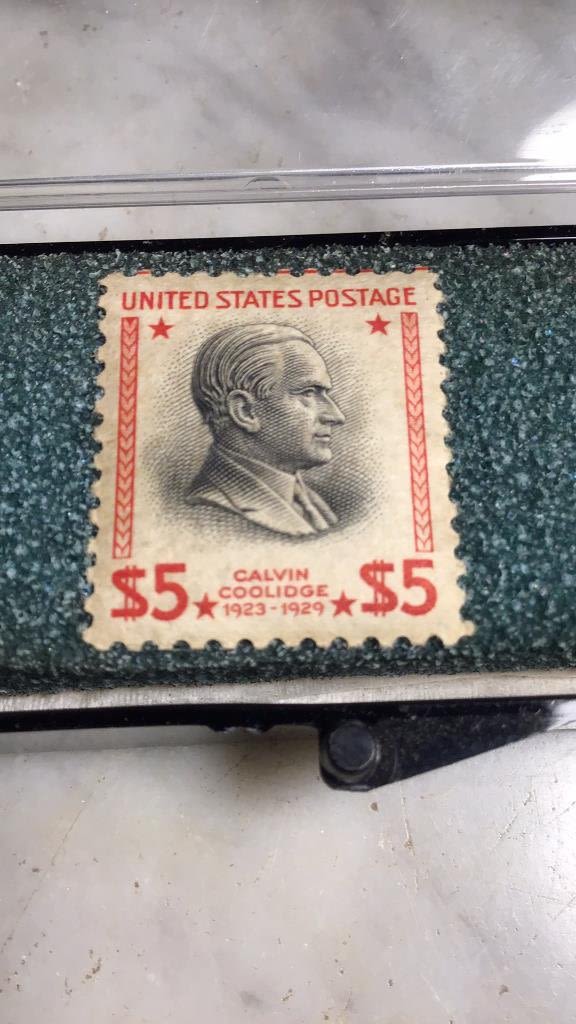 UNITED STATES POSTAGE
$5 CALVIN COOLIDGE 1923-1929 $5